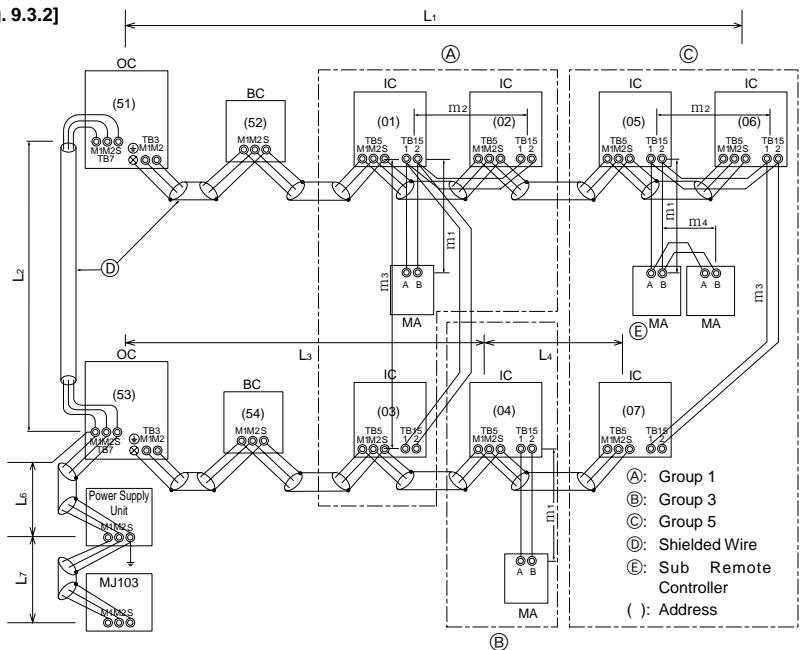 g. 9.3.2]
L1
A
C
OC
BC
IC
IC
IC
IC
(51)
(52)
(01)
m2
(02)
(05)
m2
(06)
TB3
M1M2
M1M2S
TB7
M1M2S
TB5
M1M2S
TB15
1 2
TB5
M1M2S
TB15
1 2
TB5
M1M2S
TB15
1 2
TB5
M1M2S
TB15
1 2
L2
D
m1
m3
m1
m4
m3
A B
MA
A B
MA
A B
MA
E
L3
L4
OC
BC
IC
IC
IC
(53)
(54)
(03)
(04)
(07)
M1M2S
TB7
TB3
M1M2
M1M2S
TB5
M1M2S
TB15
1 2
TB5
M1M2S
TB15
1 2
TB5
M1M2S
TB15
1 2
L6
Power Supply
Unit
M1M2S
L7
MJ103
M1M2S
m1
A B
MA
B
A: Group 1
B: Group 3
C: Group 5
D: Shielded Wire
E: Sub Remote
Controller
( ): Address